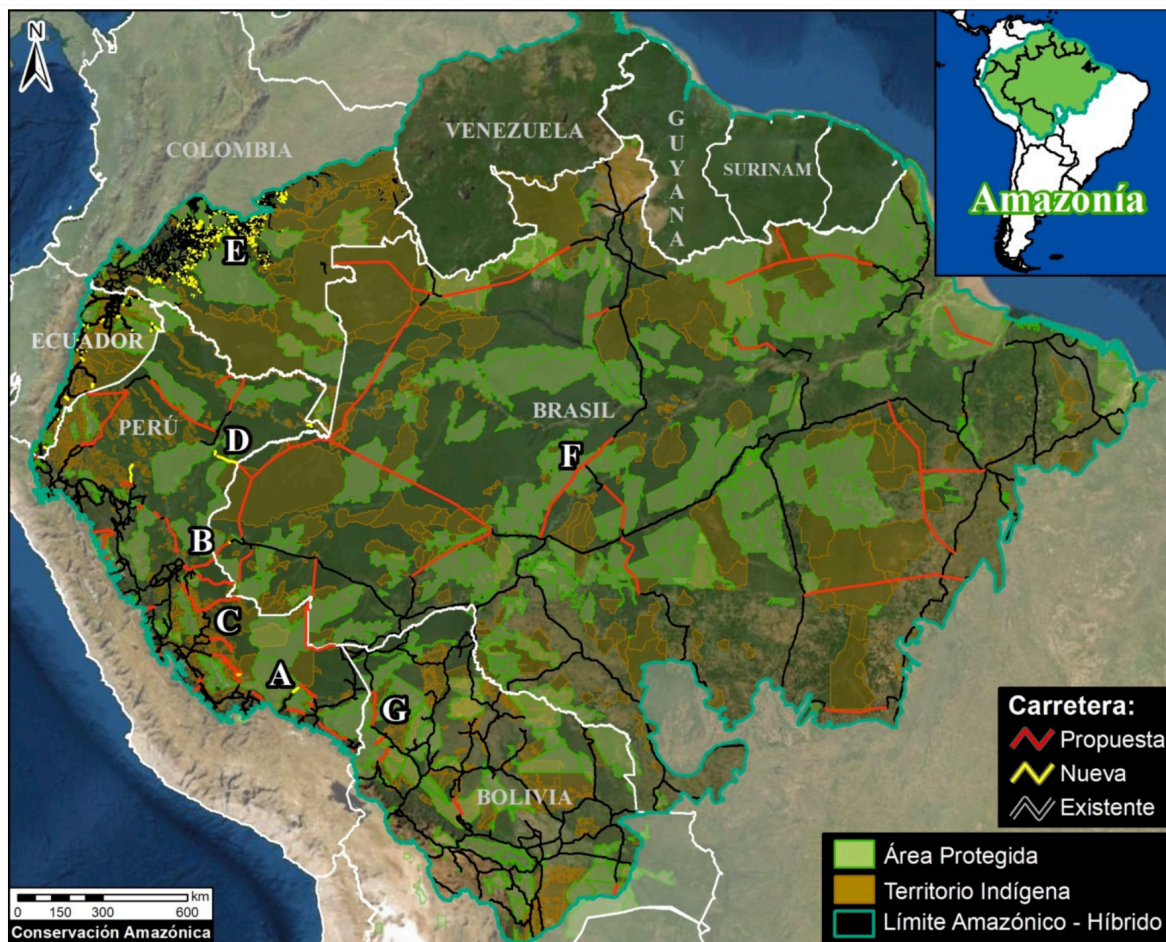 N
COLOMBIA
VENEZUELA
GUYANA
SURINAM
Amazonía
E
ECUADOR
PERÚ
BRASIL
D
F
B
C
A
G
BOLIVIA
Carretera:
Propuesta
Nueva
Existente
Área Protegida
Territorio Indígena
Límite Amazónico - Híbrido
km
0 150 300 600
Conservación Amazónica